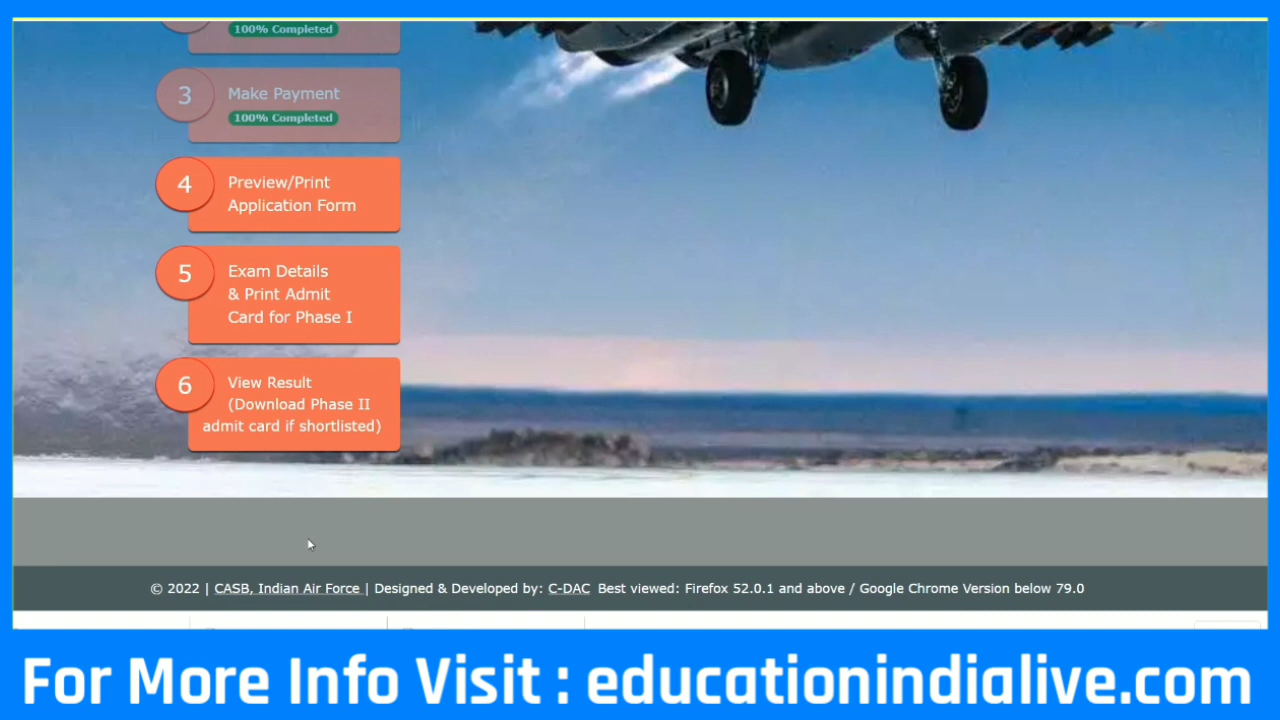 100% Completed
3
Make Payment
100% Completed
4
Preview/Print
Application Form
5
Exam Details
& Print Admit
Card for Phase I
6
View Result
(Download Phase II
admit card if shortlisted)
© 2022 | CASB, Indian Air Force | Designed & Developed by: C-DAC Best viewed: Firefox 52.0.1 and above / Google Chrome Version below 79.0
For More Info Visit : educationindialive.com